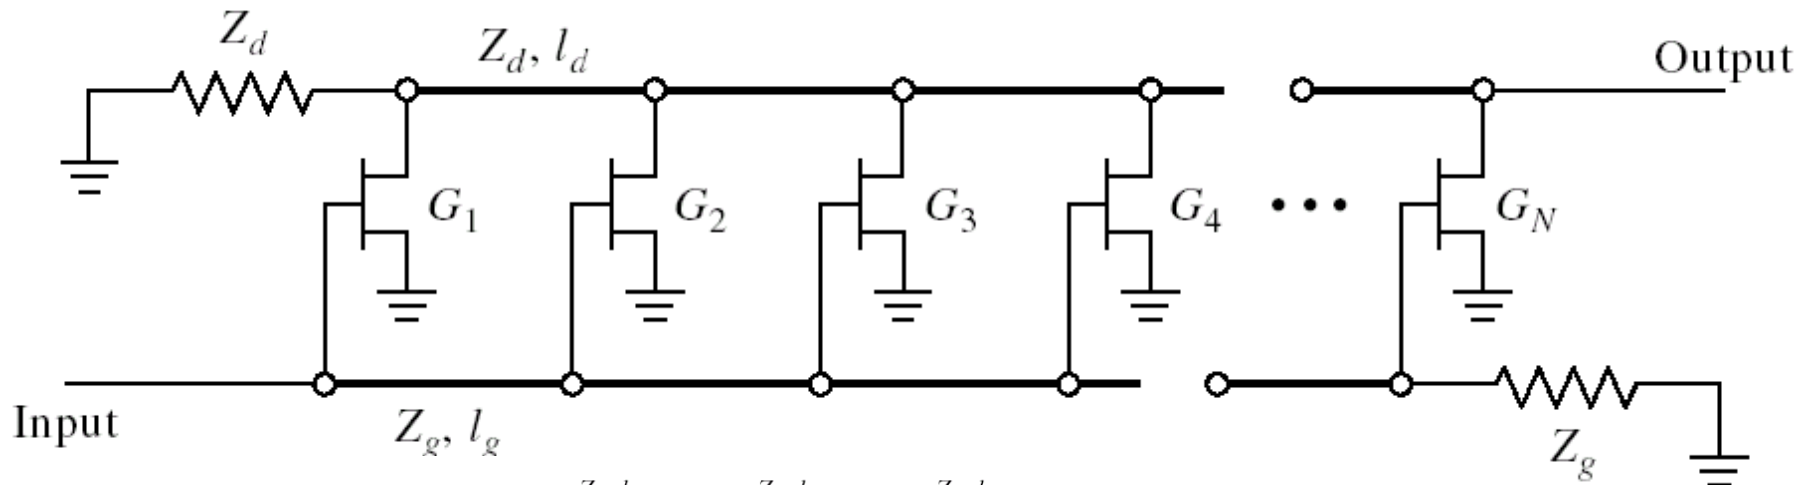 Z_d
Z_d, l_d
Output
G_1
G_2
G_3
G_4
...
G_N
Input
Z_g, l_g
Z_g